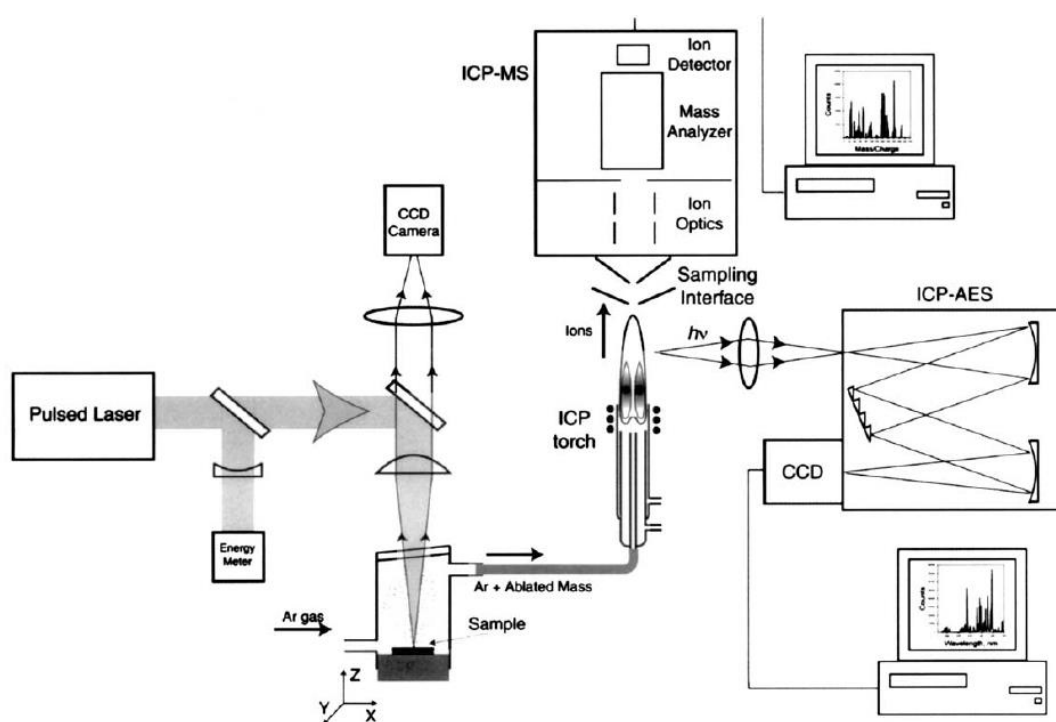 ICP-MS
Ion
Detector
Mass
Analyzer
Ion
Optics
Counts
Mass/Charge
CCD
Camera
Sampling
Interface
ICP-AES
Ions
hν
Pulsed Laser
ICP
torch
CCD
Energy
Meter
Ar + Ablated Mass
Ar gas
Sample
Counts
Wavelength, nm
Z
Y
X